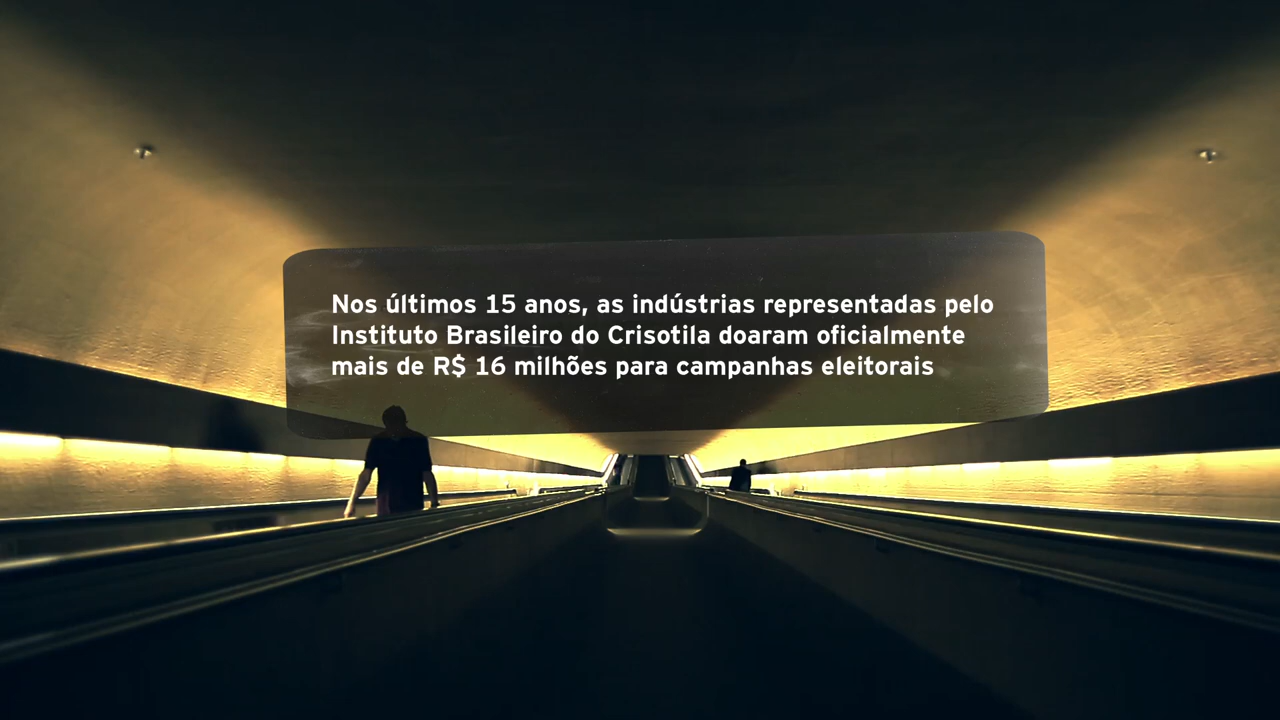 Nos últimos 15 anos, as indústrias representadas pelo
Instituto Brasileiro do Crisotila doaram oficialmente
mais de R$ 16 milhões para campanhas eleitorais